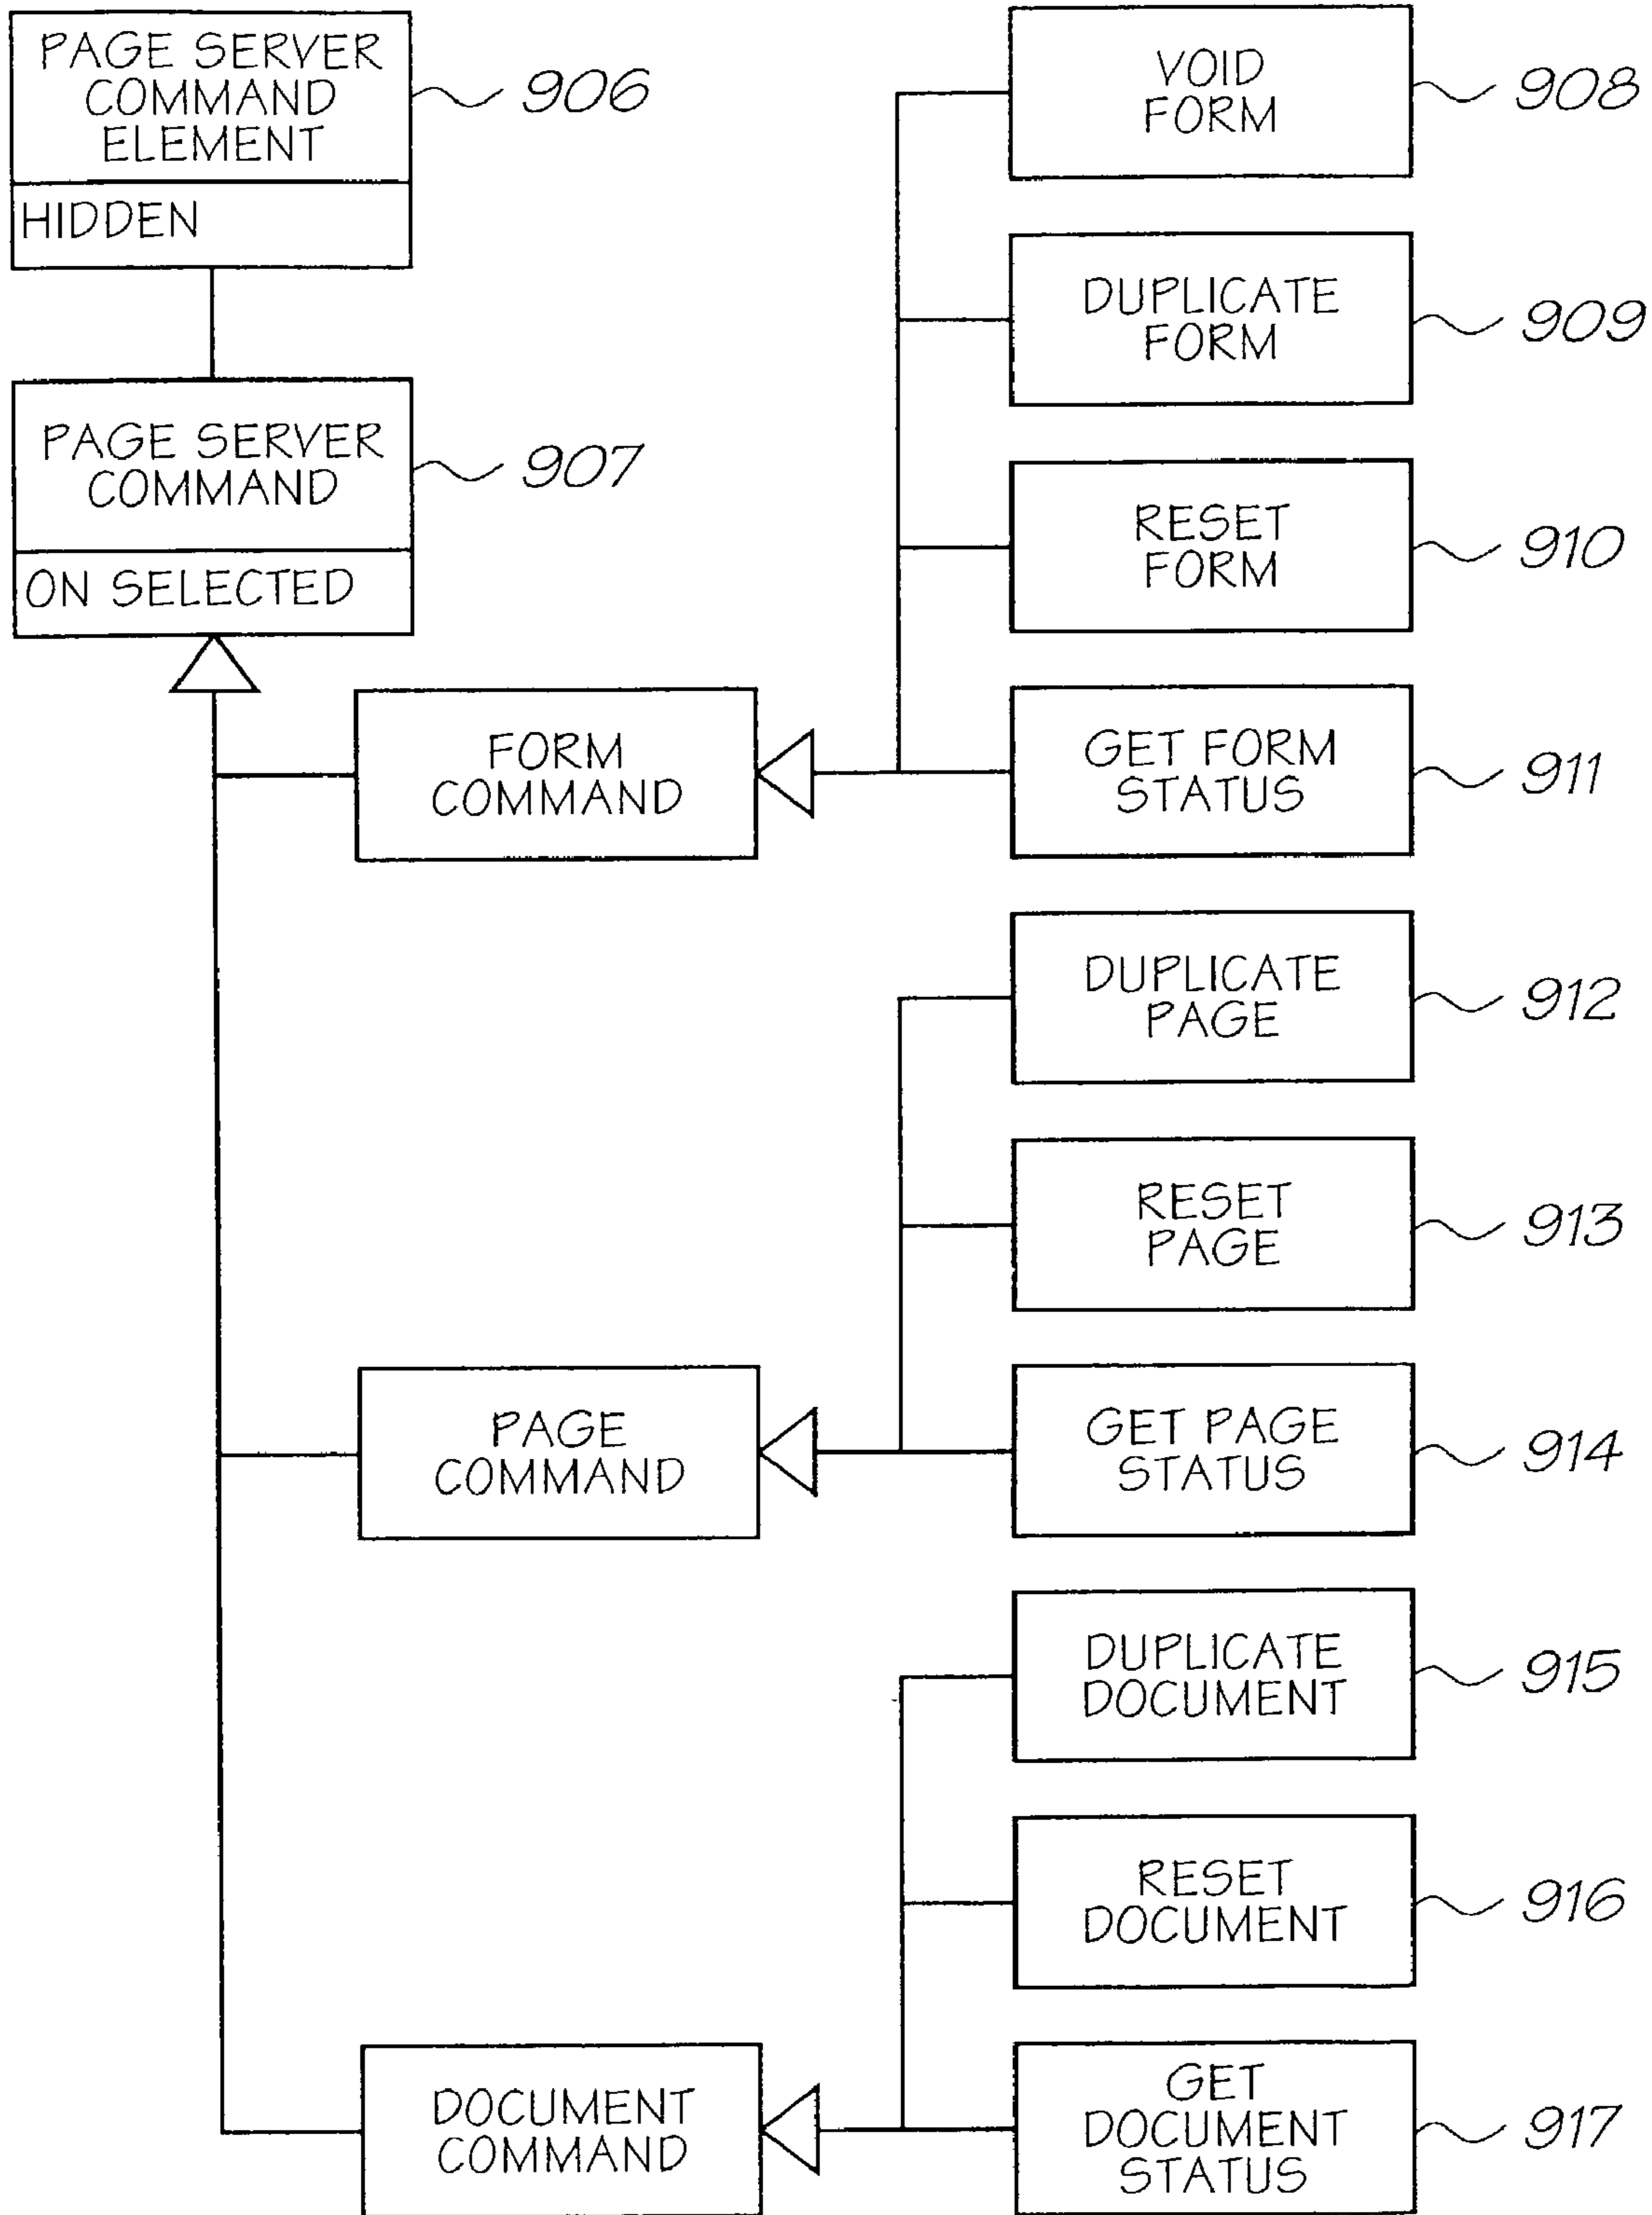 PAGE SERVER
COMMAND
ELEMENT
HIDDEN
906
PAGE SERVER
COMMAND
ON SELECTED
907
FORM
COMMAND
VOID
FORM
908
DUPLICATE
FORM
909
RESET
FORM
910
GET FORM
STATUS
911
PAGE
COMMAND
DUPLICATE
PAGE
912
RESET
PAGE
913
GET PAGE
STATUS
914
DOCUMENT
COMMAND
DUPLICATE
DOCUMENT
915
RESET
DOCUMENT
916
GET
DOCUMENT
STATUS
917